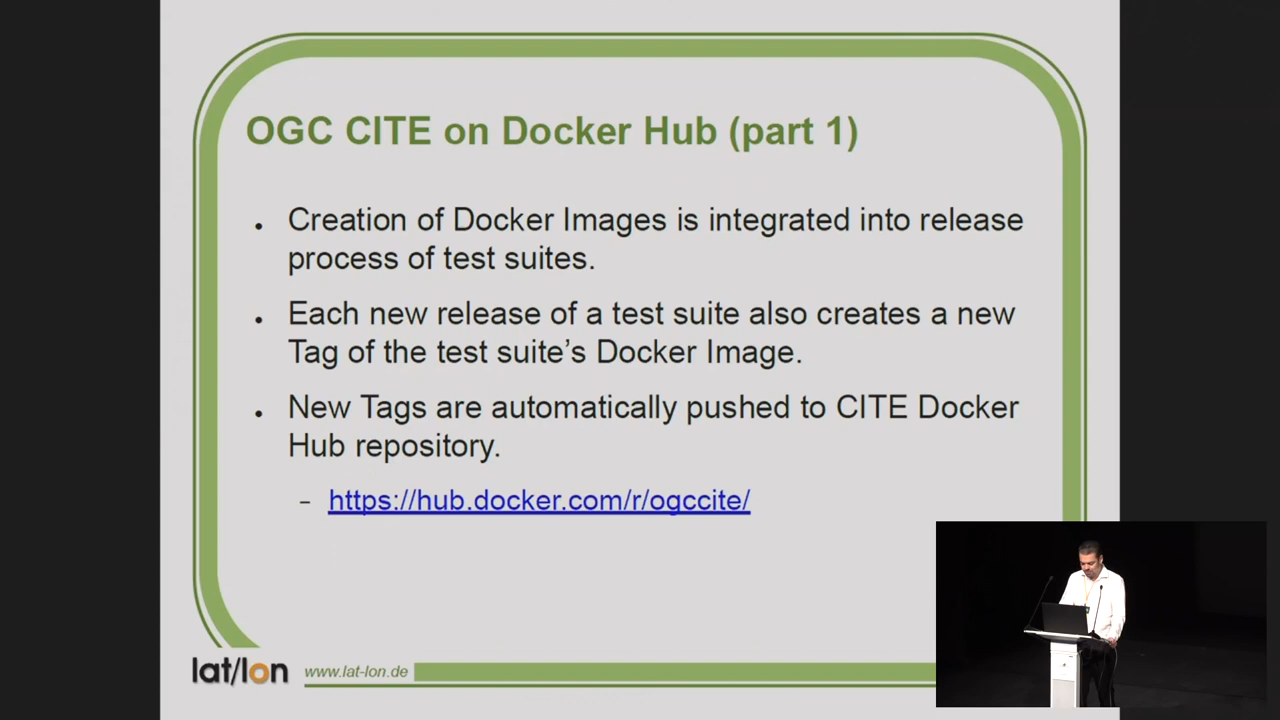 OGC CITE on Docker Hub (part 1)
Creation of Docker Images is integrated into release
process of test suites.
Each new release of a test suite also creates a new
Tag of the test suite’s Docker Image.
New Tags are automatically pushed to CITE Docker
Hub repository.
https://hub.docker.com/r/ogccite/
lat/lon
www.lat-lon.de